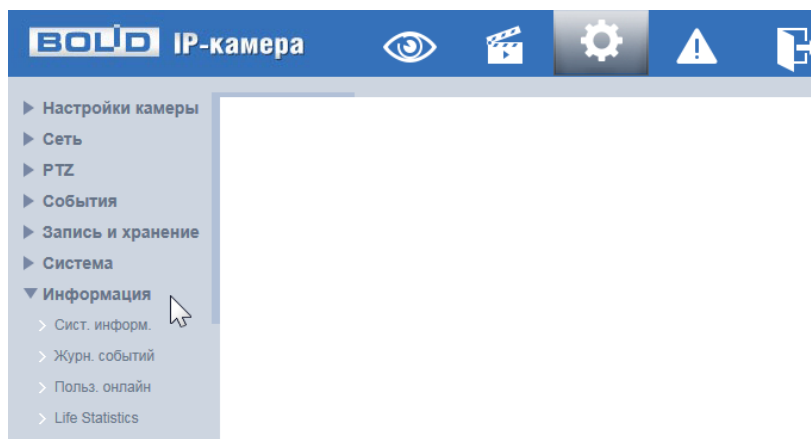 BOLID IP-камера
Настройки камеры
Сеть
PTZ
События
Запись и хранение
Система
Информация
Сист. информ.
Журн. событий
Польз. онлайн
Life Statistics